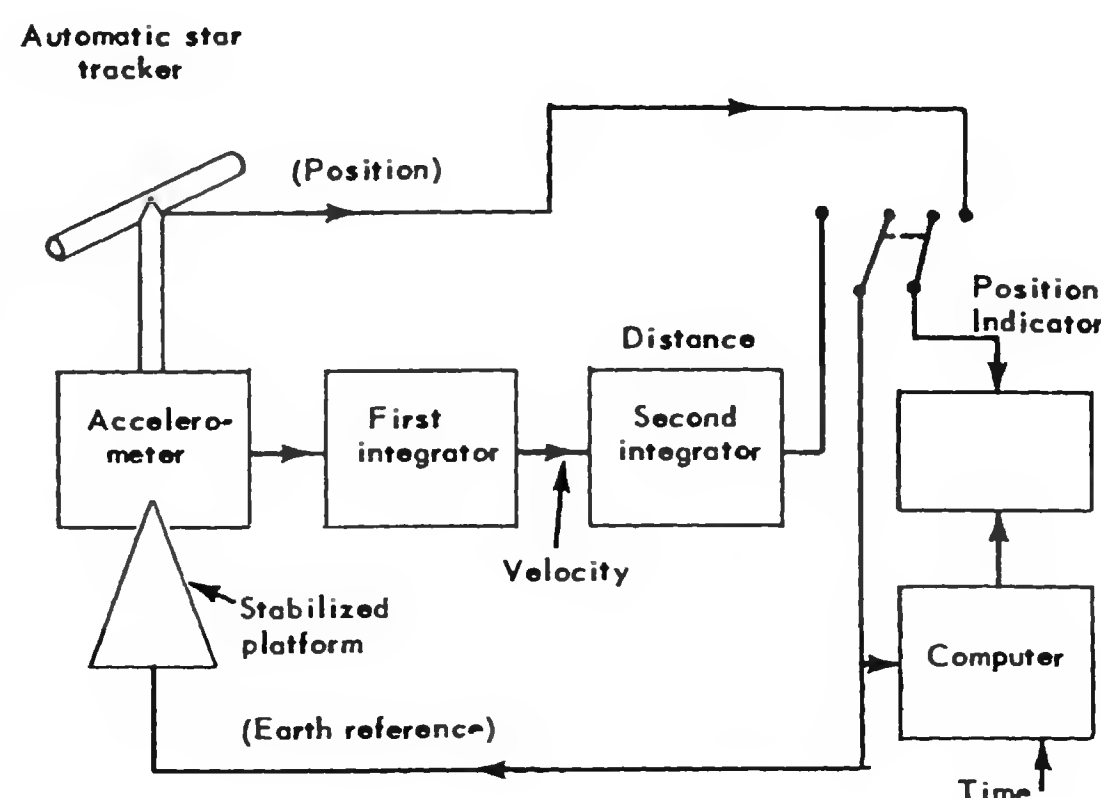 Automatic star
tracker
(Position)
Position
Indicator
Distance
Accelero-
meter
First
integrator
Second
integrator
Velocity
Stabilized
platform
Computer
(Earth reference)
Time